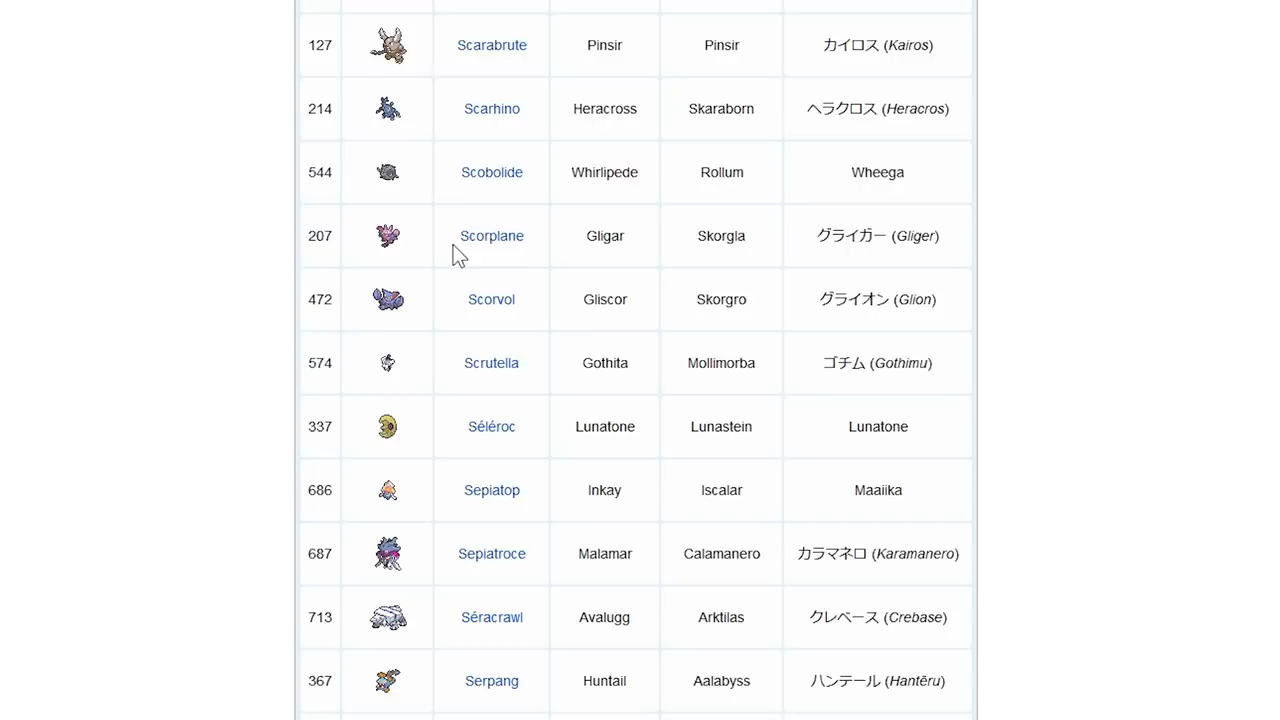 127 Scarabrute Pinsir Pinsir カイロス (Kairos)
214 Scarhino Heracross Skaraborn ヘラクロス (Heracros)
544 Scobolide Whirlipede Rollum Wheega
207 Scorplane Gligar Skorgla グライガー (Gliger)
472 Scorvol Gliscor Skorgro グライオン (Glion)
574 Scrutella Gothita Mollimorba ゴチム (Gothimu)
337 Séléroc Lunatone Lunastein Lunatone
686 Sepiatop Inkay Iscalar Maaiika
687 Sepiatroce Malamar Calamanero カラマネロ (Karamanero)
713 Séracrawl Avalugg Arktilas クレベース (Crebase)
367 Serpang Huntail Aalabyss ハンテール (Hantēru)